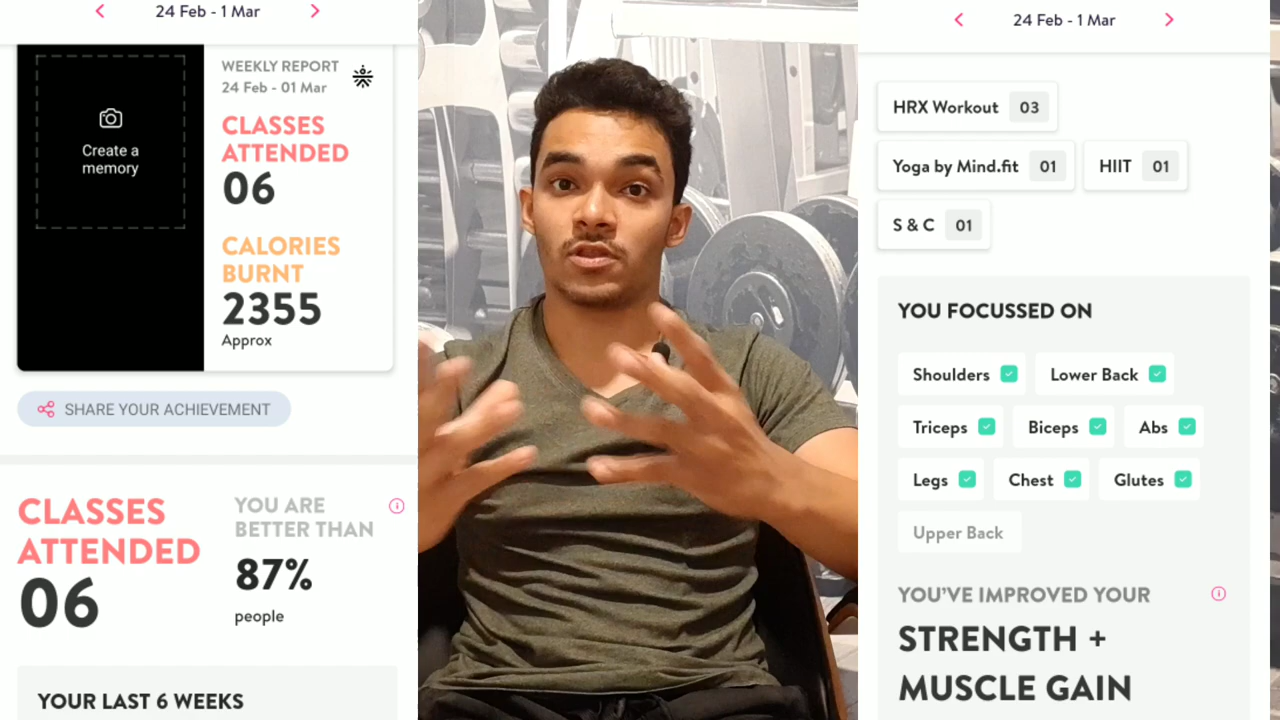 24 Feb - 1 Mar
WEEKLY REPORT
24 Feb - 01 Mar
Create a
memory
CLASSES
ATTENDED
06
CALORIES
BURNT
2355
Approx
SHARE YOUR ACHIEVEMENT
CLASSES
ATTENDED
06
YOU ARE
BETTER THAN
87%
people
YOUR LAST 6 WEEKS
24 Feb - 1 Mar
HRX Workout 03
Yoga by Mind.fit 01 HIIT 01
S & C 01
YOU FOCUSSED ON
Shoulders Lower Back
Triceps Biceps Abs
Legs Chest Glutes
Upper Back
YOU'VE IMPROVED YOUR
STRENGTH +
MUSCLE GAIN